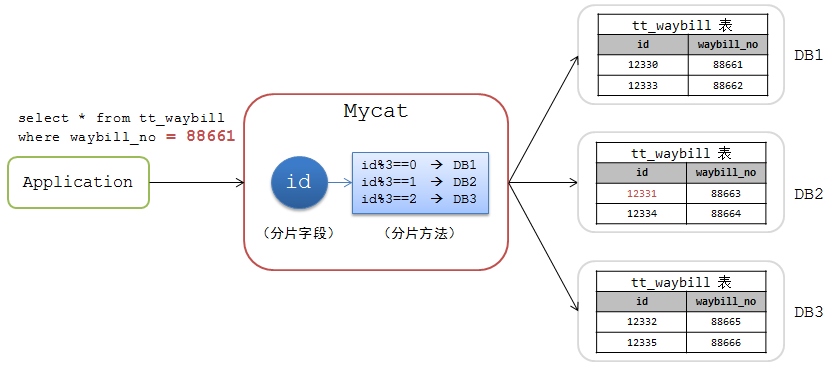 select * from tt_waybill
where waybill_no = 88661
Application
Mycat
id
(分片字段)
id%3==0 → DB1
id%3==1 → DB2
id%3==2 → DB3
(分片方法)
tt_waybill 表
id waybill_no
12330 88661
12333 88662
DB1
tt_waybill 表
id waybill_no
12331 88663
12334 88664
DB2
tt_waybill 表
id waybill_no
12332 88665
12335 88666
DB3